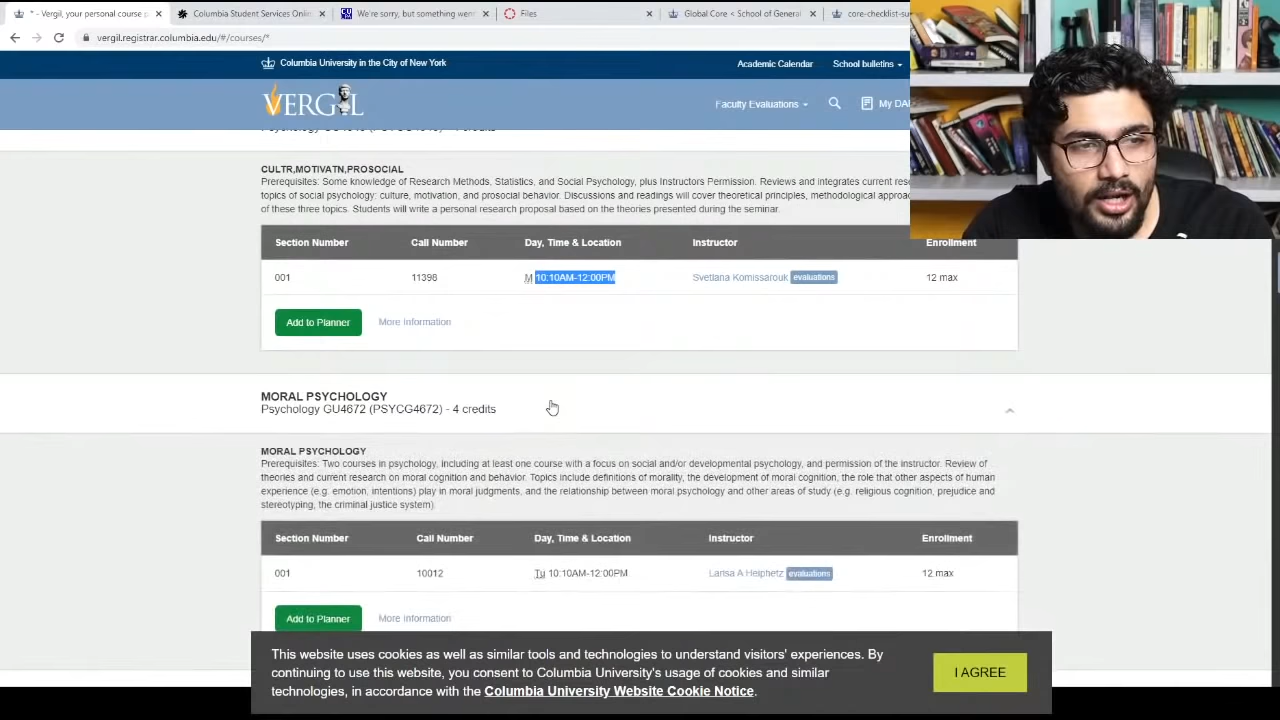 * - Vergil, your personal course p
Columbia Student Services Onlin
We're sorry, but something went
Files
Global Core < School of General
core-checklist-su
vergil.registrar.columbia.edu/#/courses/*
Columbia University in the City of New York
Academic Calendar
School bulletins
VERGIL
Faculty Evaluations
My DA
CULTR,MOTIVATN,PROSOCIAL
Prerequisites: Some knowledge of Research Methods, Statistics, and Social Psychology, plus Instructors Permission. Reviews and integrates current res
topics of social psychology: culture, motivation, and prosocial behavior. Discussions and readings will cover theoretical principles, methodological approa
of these three topics. Students will write a personal research proposal based on the theories presented during the seminar.
Section Number Call Number Day, Time & Location Instructor Enrollment
001 11398 M 10:10AM-12:00PM Svetlana Komissarouk evaluations 12 max
Add to Planner More Information
MORAL PSYCHOLOGY
Psychology GU4672 (PSYCG4672) - 4 credits
MORAL PSYCHOLOGY
Prerequisites: Two courses in psychology, including at least one course with a focus on social and/or developmental psychology, and permission of the instructor. Review of
theories and current research on moral cognition and behavior. Topics include definitions of morality, the development of moral cognition, the role that other aspects of human
experience (e.g. emotion, intentions) play in moral judgments, and the relationship between moral psychology and other areas of study (e.g. religious cognition, prejudice and
stereotyping, the criminal justice system).
Section Number Call Number Day, Time & Location Instructor Enrollment
001 10012 Tu 10:10AM-12:00PM Larisa A Heiphetz evaluations 12 max
Add to Planner More Information
This website uses cookies as well as similar tools and technologies to understand visitors' experiences. By
continuing to use this website, you consent to Columbia University's usage of cookies and similar
technologies, in accordance with the Columbia University Website Cookie Notice.
I AGREE